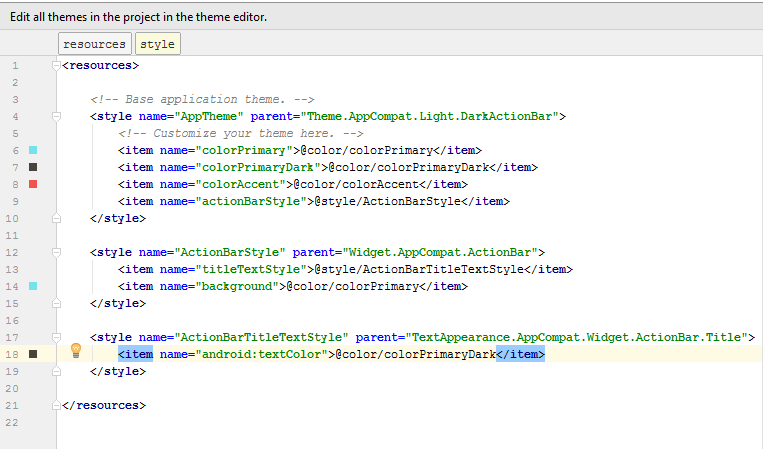 Edit all themes in the project in the theme editor.
resources style
1 <resources>
2
3 <!-- Base application theme. -->
4 <style name="AppTheme" parent="Theme.AppCompat.Light.DarkActionBar">
5 <!-- Customize your theme here. -->
6 <item name="colorPrimary">@color/colorPrimary</item>
7 <item name="colorPrimaryDark">@color/colorPrimaryDark</item>
8 <item name="colorAccent">@color/colorAccent</item>
9 <item name="actionBarStyle">@style/ActionBarStyle</item>
10 </style>
11
12 <style name="ActionBarStyle" parent="Widget.AppCompat.ActionBar">
13 <item name="titleTextStyle">@style/ActionBarTitleTextStyle</item>
14 <item name="background">@color/colorPrimary</item>
15 </style>
16
17 <style name="ActionBarTitleTextStyle" parent="TextAppearance.AppCompat.Widget.ActionBar.Title">
18 <item name="android:textColor">@color/colorPrimaryDark</item>
19 </style>
20
21 </resources>
22